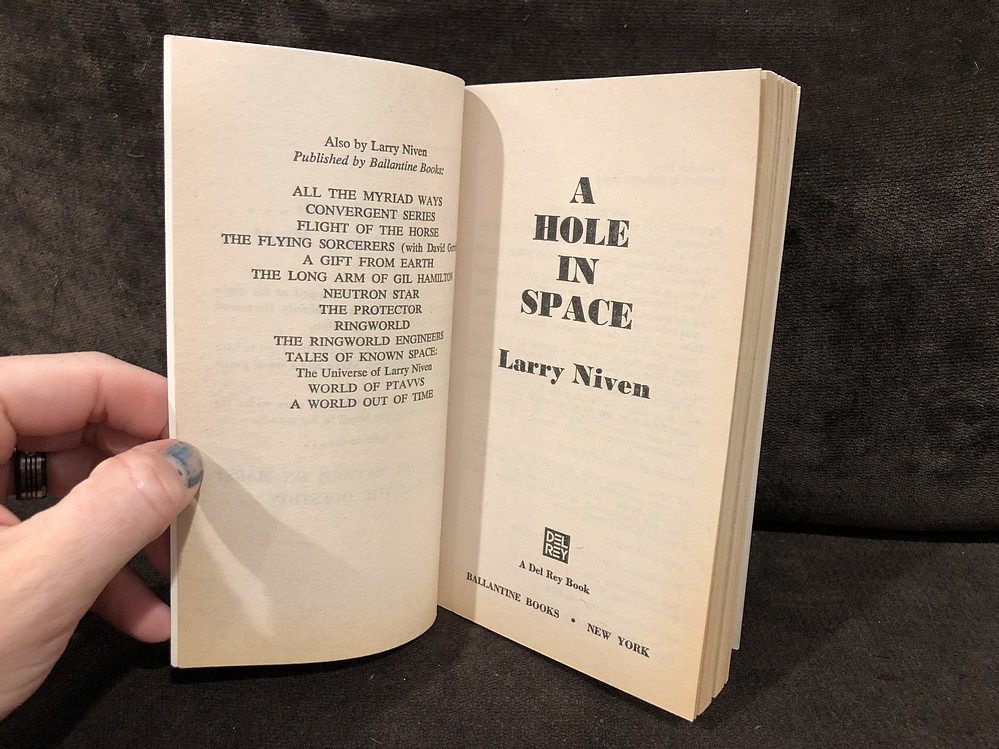 Also by Larry Niven
Published by Ballantine Books:
ALL THE MYRIAD WAYS
CONVERGENT SERIES
FLIGHT OF THE HORSE
THE FLYING SORCERERS (with David
A GIFT FROM EARTH
THE LONG ARM OF GIL HAMILTON
NEUTRON STAR
THE PROTECTOR
RINGWORLD
THE RINGWORLD ENGINEERS
TALES OF KNOWN SPACE:
The Universe of Larry Niven
WORLD OF PTAVVS
A WORLD OUT OF TIME
A
HOLE
IN
SPACE
Larry Niven
DEL
REY
A Del Rey Book
BALLANTINE BOOKS • NEW YORK